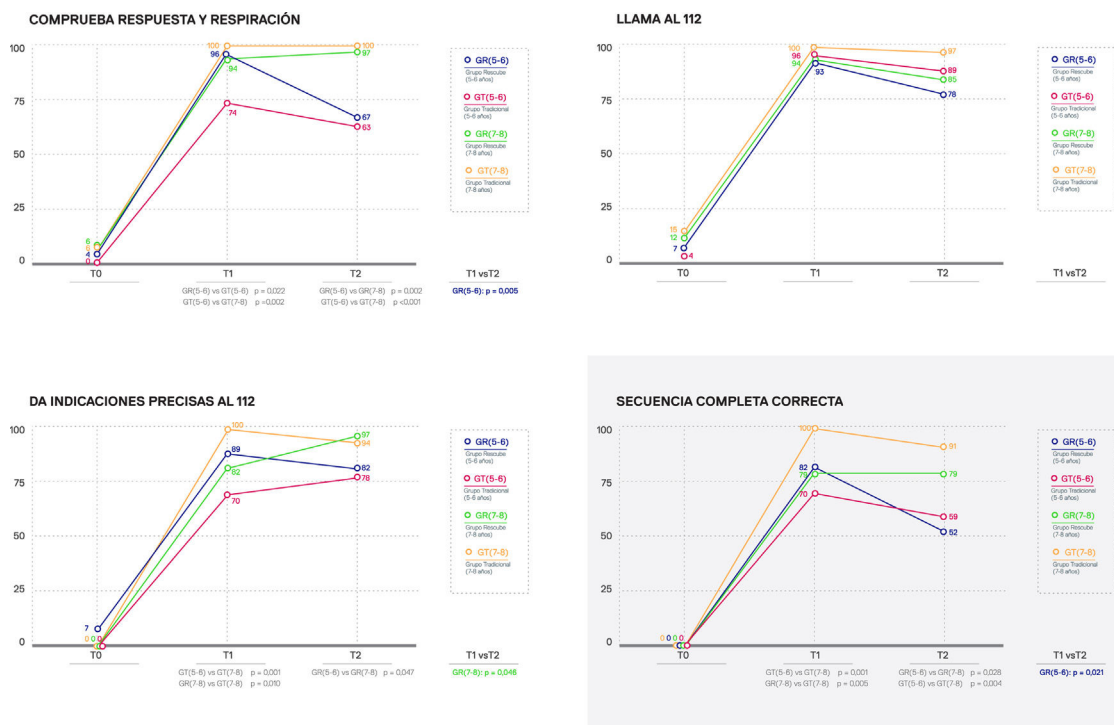 COMPRUEBA RESPUESTA Y RESPIRACIÓN
100
75
50
25
0
100
100
96
94
97
74
67
63
6
6
4
0
T0
T1
T2
T1 vsT2
GR(5-6) vs GT(5-6) p = 0,022
GT(5-6) vs GT(7-8) p =0,002
GR(5-6) vs GR(7-8) p = 0,002
GT(5-6) vs GT(7-8) p <0,001
GR(5-6): p = 0,005
GR(5-6)
Grupo Rescube
(5-6 años)
GT(5-6)
Grupo Tradicional
(5-6 años)
GR(7-8)
Grupo Rescube
(7-8 años)
GT(7-8)
Grupo Tradicional
(7-8 años)
LLAMA AL 112
100
75
50
25
0
100
96
94
93
97
89
85
78
15
12
7
4
T0
T1
T2
T1 vsT2
GR(5-6)
Grupo Rescube
(5-6 años)
GT(5-6)
Grupo Tradicional
(5-6 años)
GR(7-8)
Grupo Rescube
(7-8 años)
GT(7-8)
Grupo Tradicional
(7-8 años)
DA INDICACIONES PRECISAS AL 112
100
75
50
25
0
100
89
82
70
97
94
82
78
7
0 0 0
T0
T1
T2
T1 vsT2
GT(5-6) vs GT(7-8) p = 0,001
GR(7-8) vs GT(7-8) p = 0,010
GR(5-6) vs GR(7-8) p = 0,047
GR(7-8): p = 0,046
GR(5-6)
Grupo Rescube
(5-6 años)
GT(5-6)
Grupo Tradicional
(5-6 años)
GR(7-8)
Grupo Rescube
(7-8 años)
GT(7-8)
Grupo Tradicional
(7-8 años)
SECUENCIA COMPLETA CORRECTA
100
75
50
25
0
100
82
79
70
91
79
59
52
0 0 0 0
T0
T1
T2
T1 vsT2
GT(5-6) vs GT(7-8) p = 0,001
GR(7-8) vs GT(7-8) p = 0,005
GR(5-6) vs GR(7-8) p = 0,028
GT(5-6) vs GT(7-8) p = 0,004
GR(5-6): p = 0,021
GR(5-6)
Grupo Rescube
(5-6 años)
GT(5-6)
Grupo Tradicional
(5-6 años)
GR(7-8)
Grupo Rescube
(7-8 años)
GT(7-8)
Grupo Tradicional
(7-8 años)